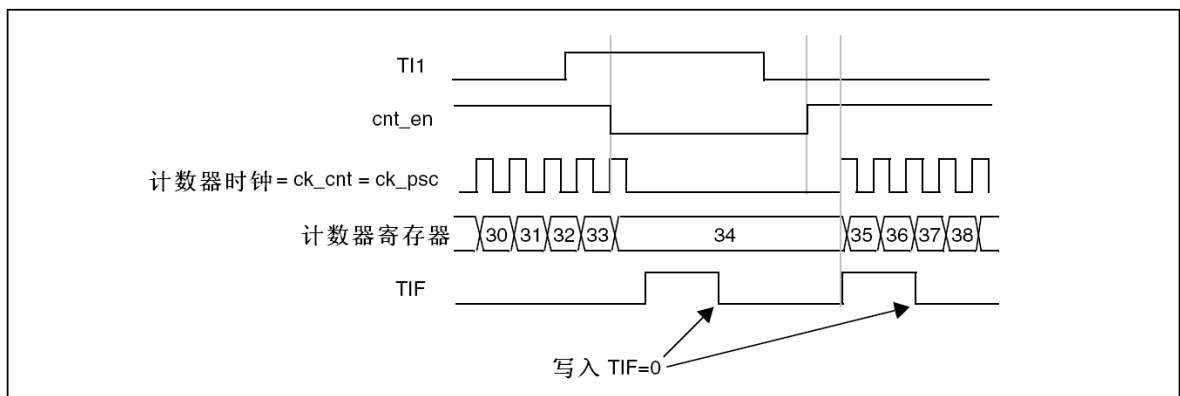 TI1
cnt_en
计数器时钟= ck_cnt = ck_psc
计数器寄存器 30 31 32 33 34 35 36 37 38
TIF
写入 TIF=0